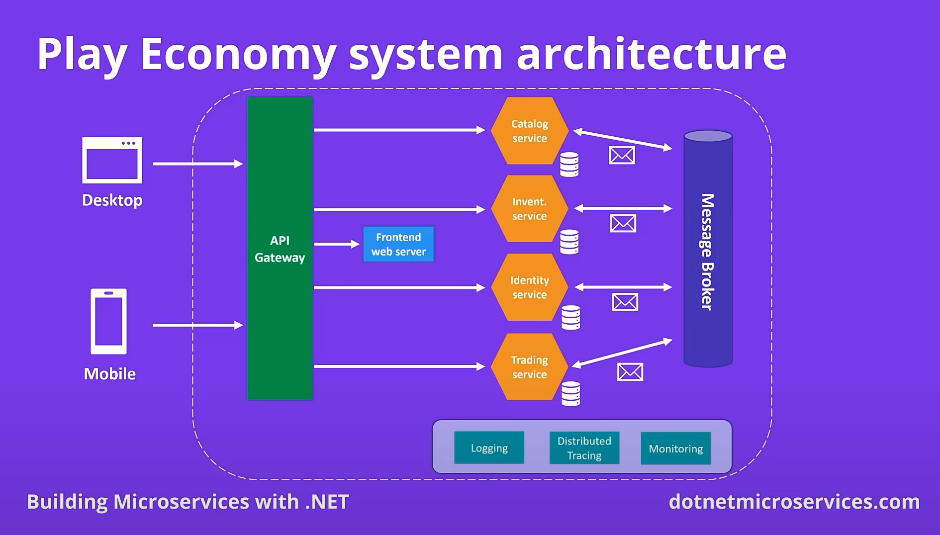 Play Economy system architecture
Desktop
Mobile
API
Gateway
Frontend
web server
Catalog
service
Invent.
service
Identity
service
Trading
service
Message Broker
Logging
Distributed
Tracing
Monitoring
Building Microservices with .NET
dotnetmicroservices.com